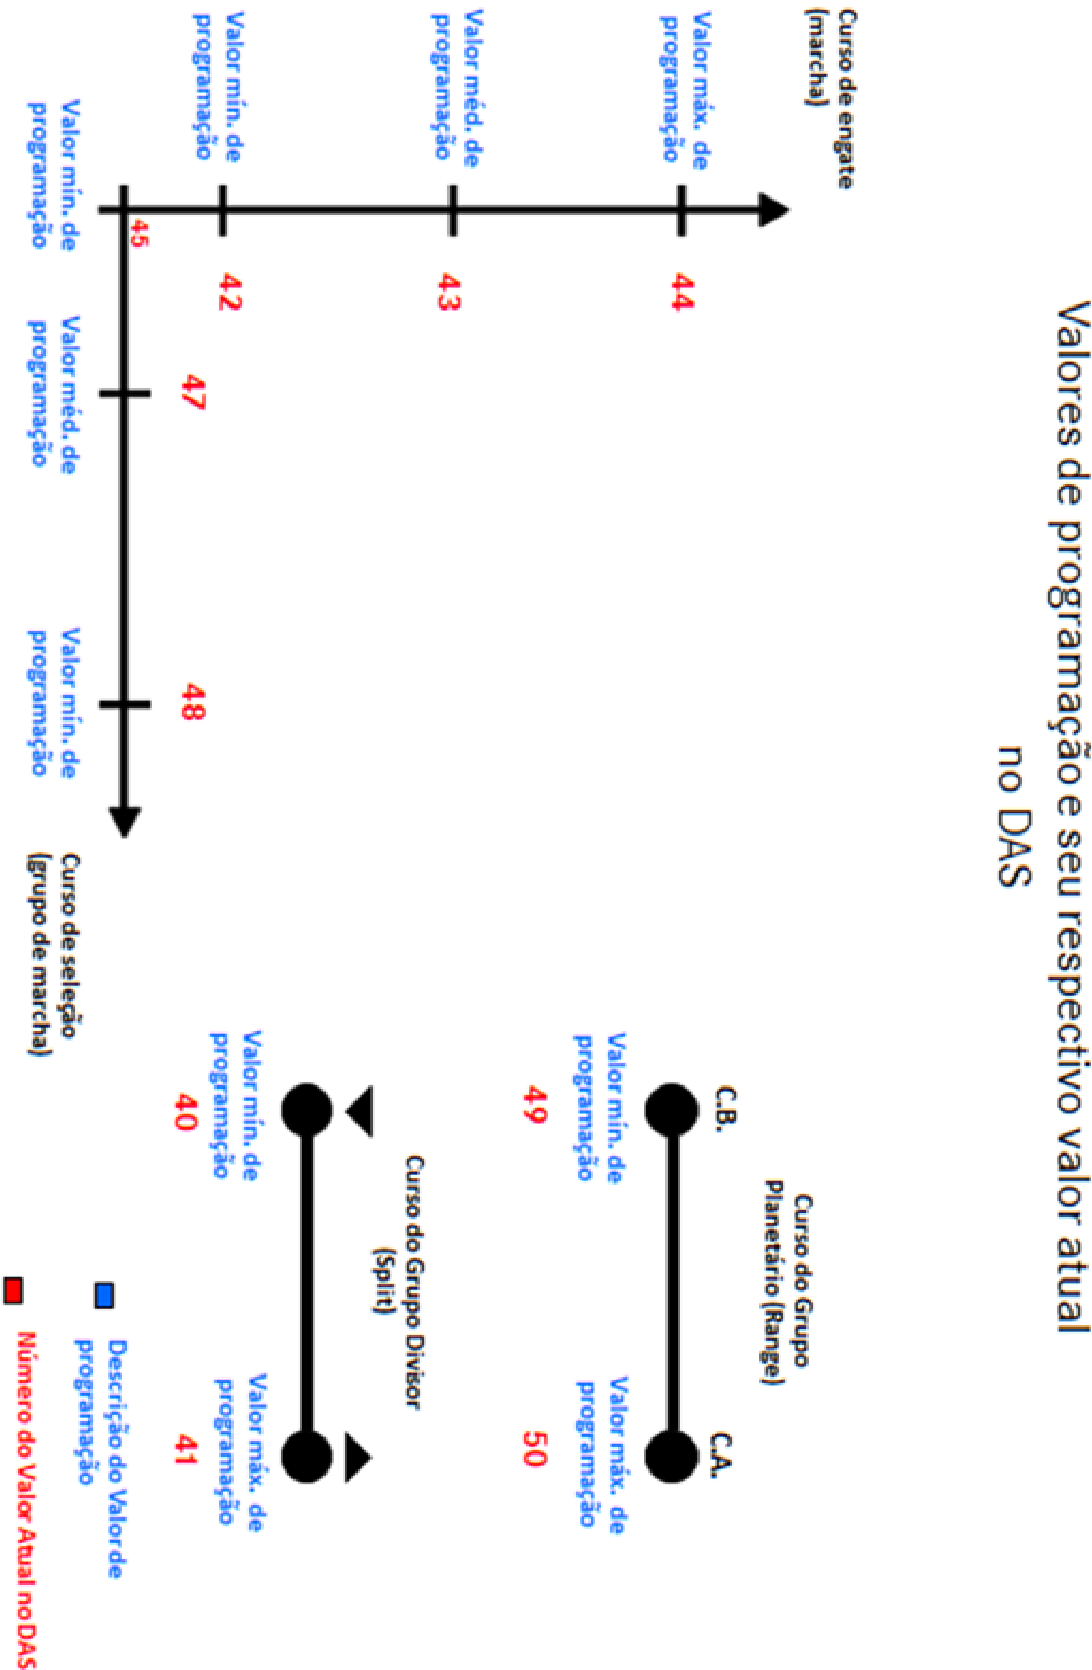 Valores de programação e seu respectivo valor atual
no DAS
Curso de engate
(marcha)
Valor máx. de
programação
44
Valor méd. de
programação
43
Valor mín. de
programação
42
45
47
48
Valor mín. de
programação
Valor méd. de
programação
Valor mín. de
programação
Curso de seleção
(grupo de marcha)
Curso do Grupo
Planetário (Range)
C.B.
C.A.
Valor mín. de
programação
Valor máx. de
programação
49
50
Curso do Grupo Divisor
(Split)
Valor mín. de
programação
Valor máx. de
programação
40
41
Descrição do Valor de
programação
Número do Valor Atual no DAS